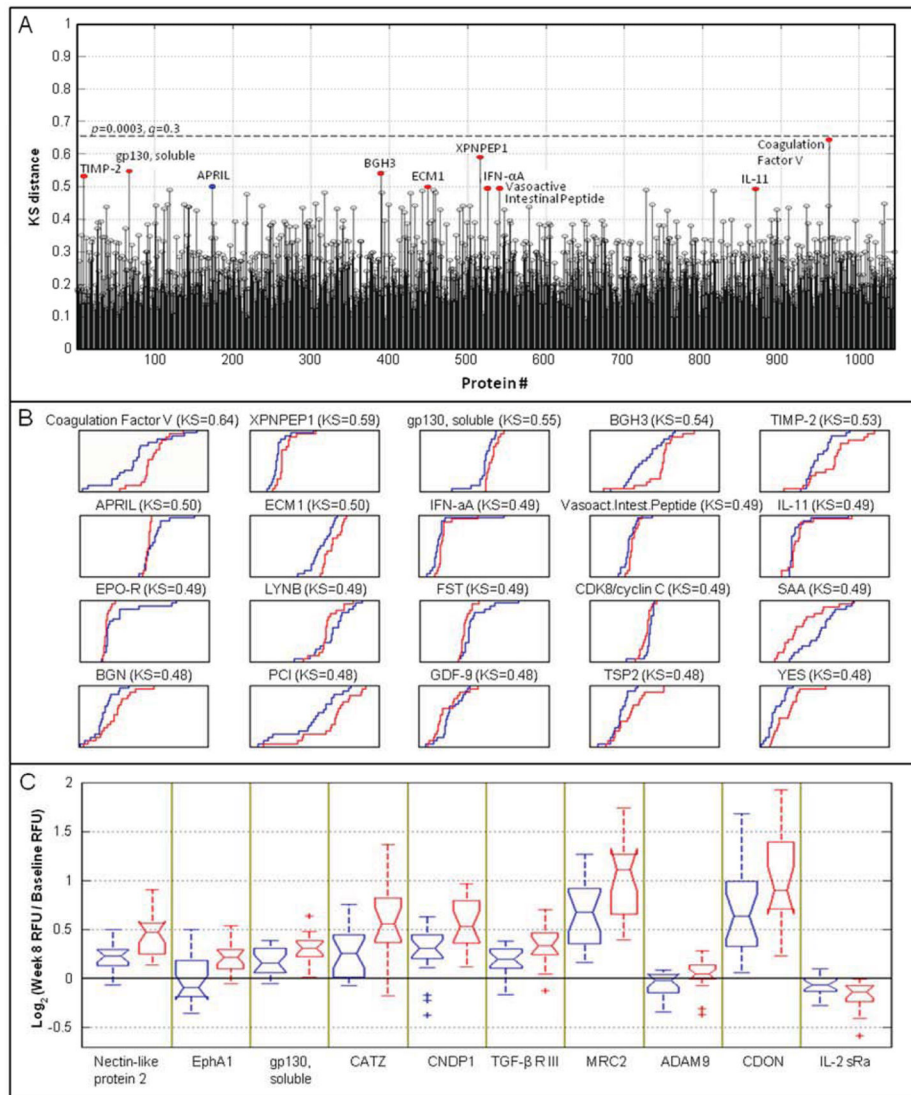 A
1
0.9
0.8
0.7
0.6
0.5
0.4
0.3
0.2
0.1
0
KS distance
p=0.0003, q=0.3
TIMP-2
gp130, soluble
APRIL
BGH3
ECM1
XPNPEP1
IFN-αA
Vasoactive
Intestinal Peptide
IL-11
Coagulation
Factor V
100 200 300 400 500 600 700 800 900 1000
Protein #
B
Coagulation Factor V (KS=0.64) XPNPEP1 (KS=0.59) gp130, soluble (KS=0.55) BGH3 (KS=0.54) TIMP-2 (KS=0.53)
APRIL (KS=0.50) ECM1 (KS=0.50) IFN-aA (KS=0.49) Vasoact.Intest.Peptide (KS=0.49) IL-11 (KS=0.49)
EPO-R (KS=0.49) LYNB (KS=0.49) FST (KS=0.49) CDK8/cyclin C (KS=0.49) SAA (KS=0.49)
BGN (KS=0.48) PCI (KS=0.48) GDF-9 (KS=0.48) TSP2 (KS=0.48) YES (KS=0.48)
C
2
1.5
1
0.5
0
-0.5
Log2 (Week 8 RFU / Baseline RFU)
Nectin-like
protein 2
EphA1
gp130,
soluble
CATZ
CNDP1
TGF-β R III
MRC2
ADAM9
CDON
IL-2 sRa